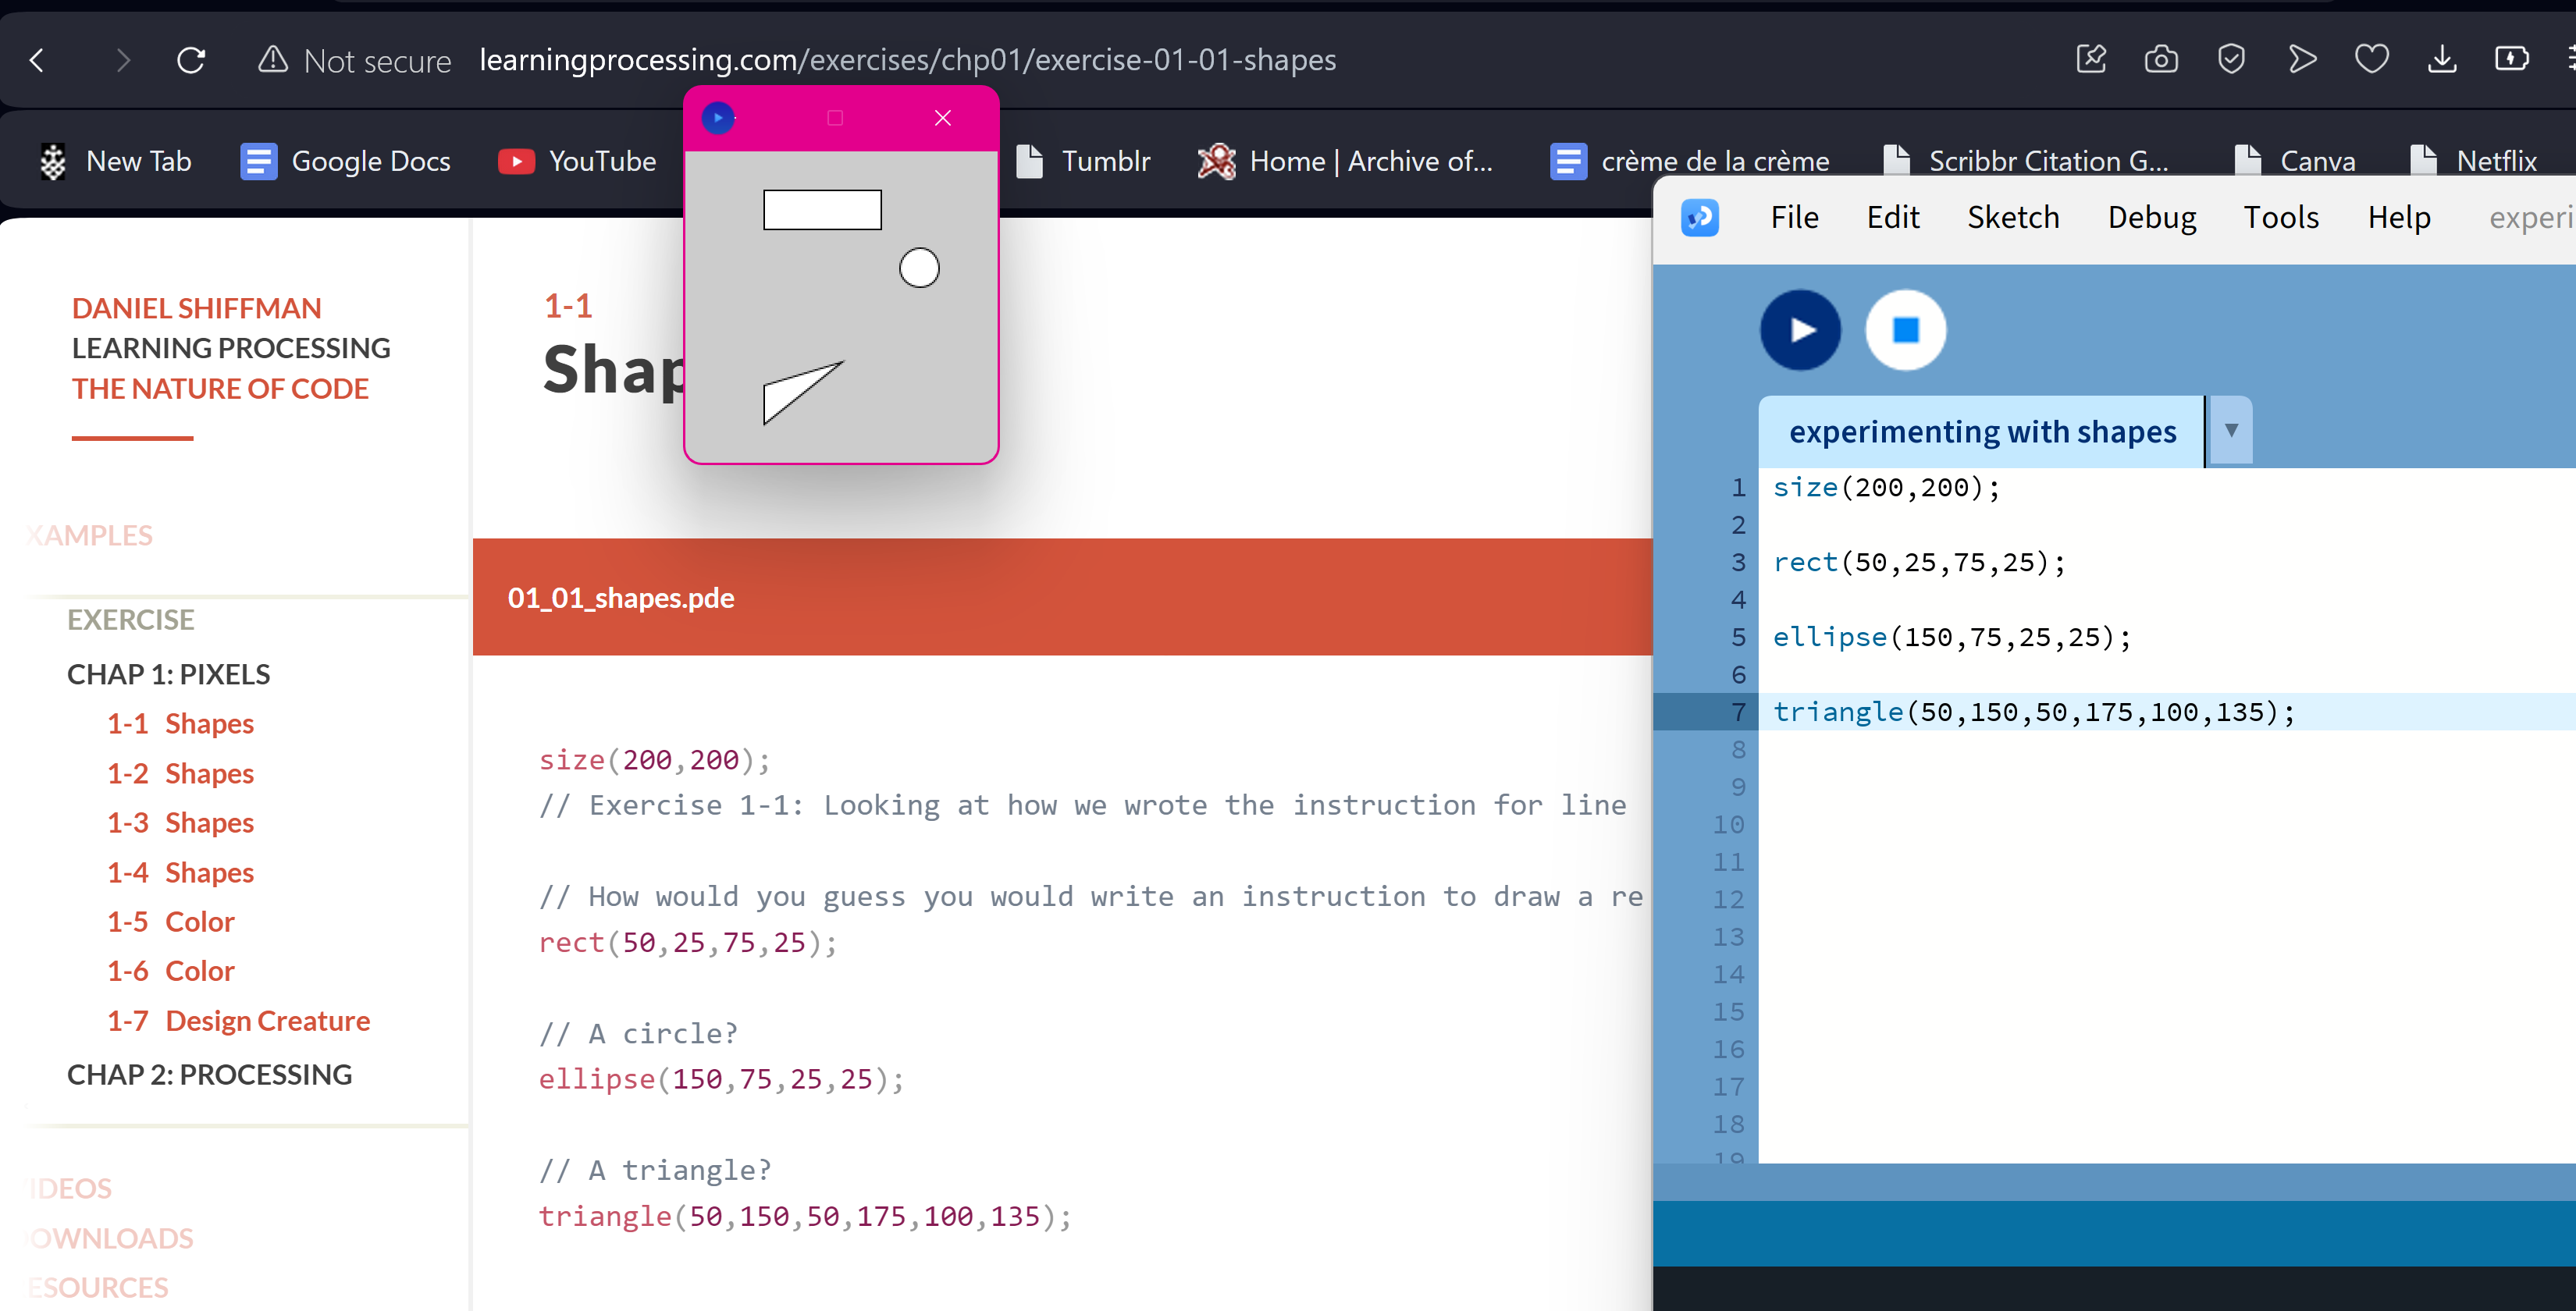 Not secure learningprocessing.com/exercises/chp01/exercise-01-01-shapes
New Tab Google Docs YouTube Tumblr Home | Archive of... crème de la crème Scribbr Citation G... Canva Netflix
DANIEL SHIFFMAN
LEARNING PROCESSING
THE NATURE OF CODE
XAMPLES
EXERCISE
CHAP 1: PIXELS
1-1 Shapes
1-2 Shapes
1-3 Shapes
1-4 Shapes
1-5 Color
1-6 Color
1-7 Design Creature
CHAP 2: PROCESSING
IDEOS
OWNLOADS
ESOURCES
1-1
Shap
01_01_shapes.pde
size(200,200);
// Exercise 1-1: Looking at how we wrote the instruction for line
// How would you guess you would write an instruction to draw a re
rect(50,25,75,25);
// A circle?
ellipse(150,75,25,25);
// A triangle?
triangle(50,150,50,175,100,135);
File Edit Sketch Debug Tools Help experi
experimenting with shapes
1 size(200,200);
2
3 rect(50,25,75,25);
4
5 ellipse(150,75,25,25);
6
7 triangle(50,150,50,175,100,135);
8
9
10
11
12
13
14
15
16
17
18
19